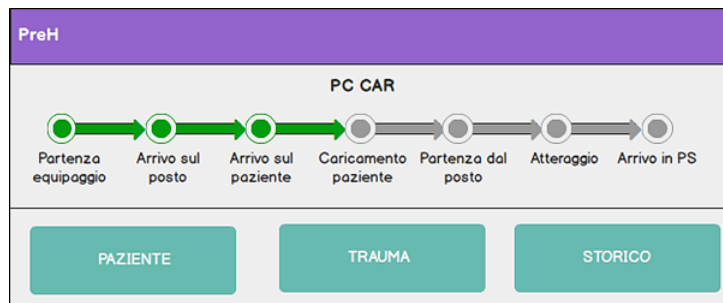 PreH
PC CAR
Partenza equipaggio
Arrivo sul posto
Arrivo sul paziente
Caricamento paziente
Partenza dal posto
Atteraggio
Arrivo in PS
PAZIENTE
TRAUMA
STORICO